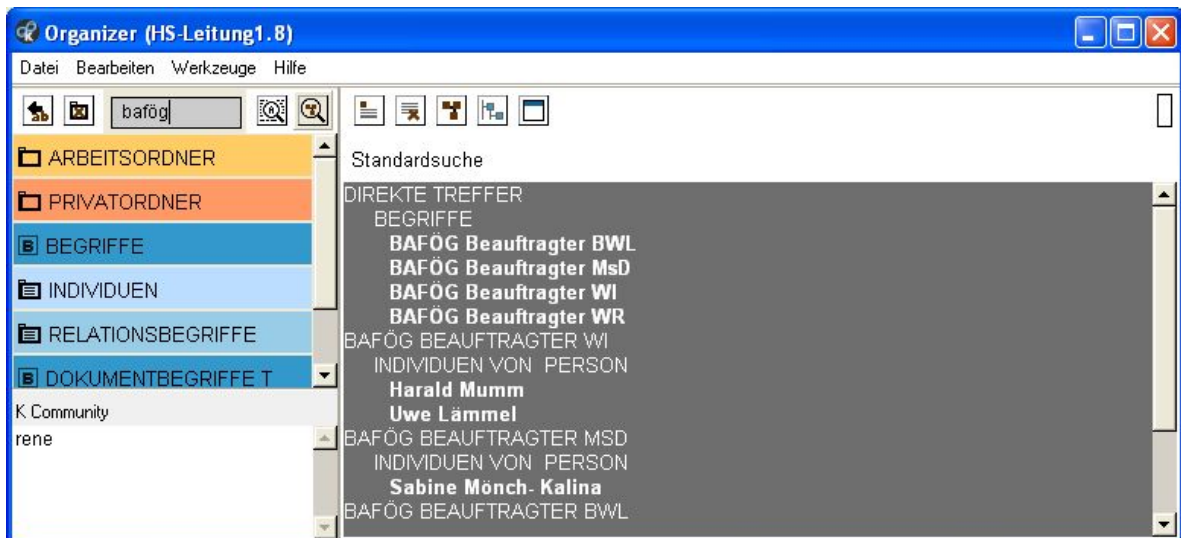 Organizer (HS-Leitung1.8)
Datei Bearbeiten Werkzeuge Hilfe
bafög
ARBEITSORDNER
PRIVATORDNER
BEGRIFFE
INDIVIDUEN
RELATIONSBEGRIFFE
DOKUMENTBEGRIFFE T
K Community
rene
Standardsuche
DIREKTE TREFFER
BEGRIFFE
BAFÖG Beauftragter BWL
BAFÖG Beauftragter MsD
BAFÖG Beauftragter WI
BAFÖG Beauftragter WR
BAFÖG BEAUFTRAGTER WI
INDIVIDUEN VON PERSON
Harald Mumm
Uwe Lämmel
BAFÖG BEAUFTRAGTER MSD
INDIVIDUEN VON PERSON
Sabine Mönch- Kalina
BAFÖG BEAUFTRAGTER BWL